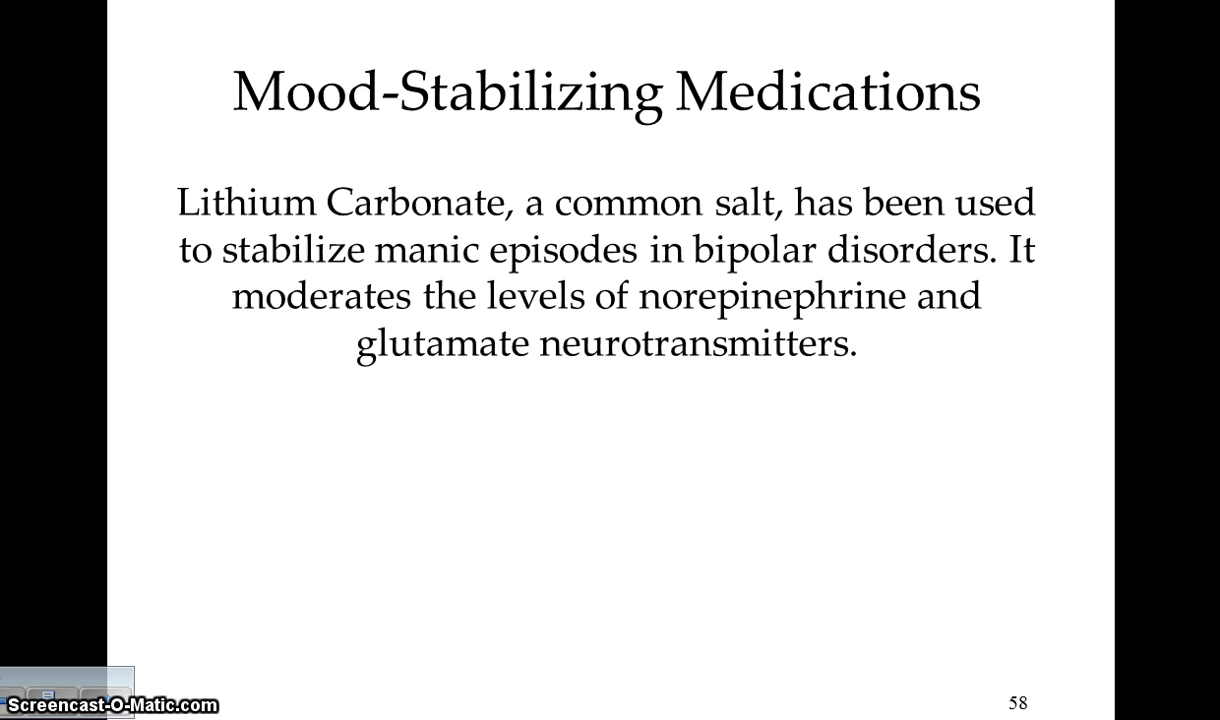 Mood-Stabilizing Medications
Lithium Carbonate, a common salt, has been used
to stabilize manic episodes in bipolar disorders. It
moderates the levels of norepinephrine and
glutamate neurotransmitters.
58
Screencast-O-Matic.com